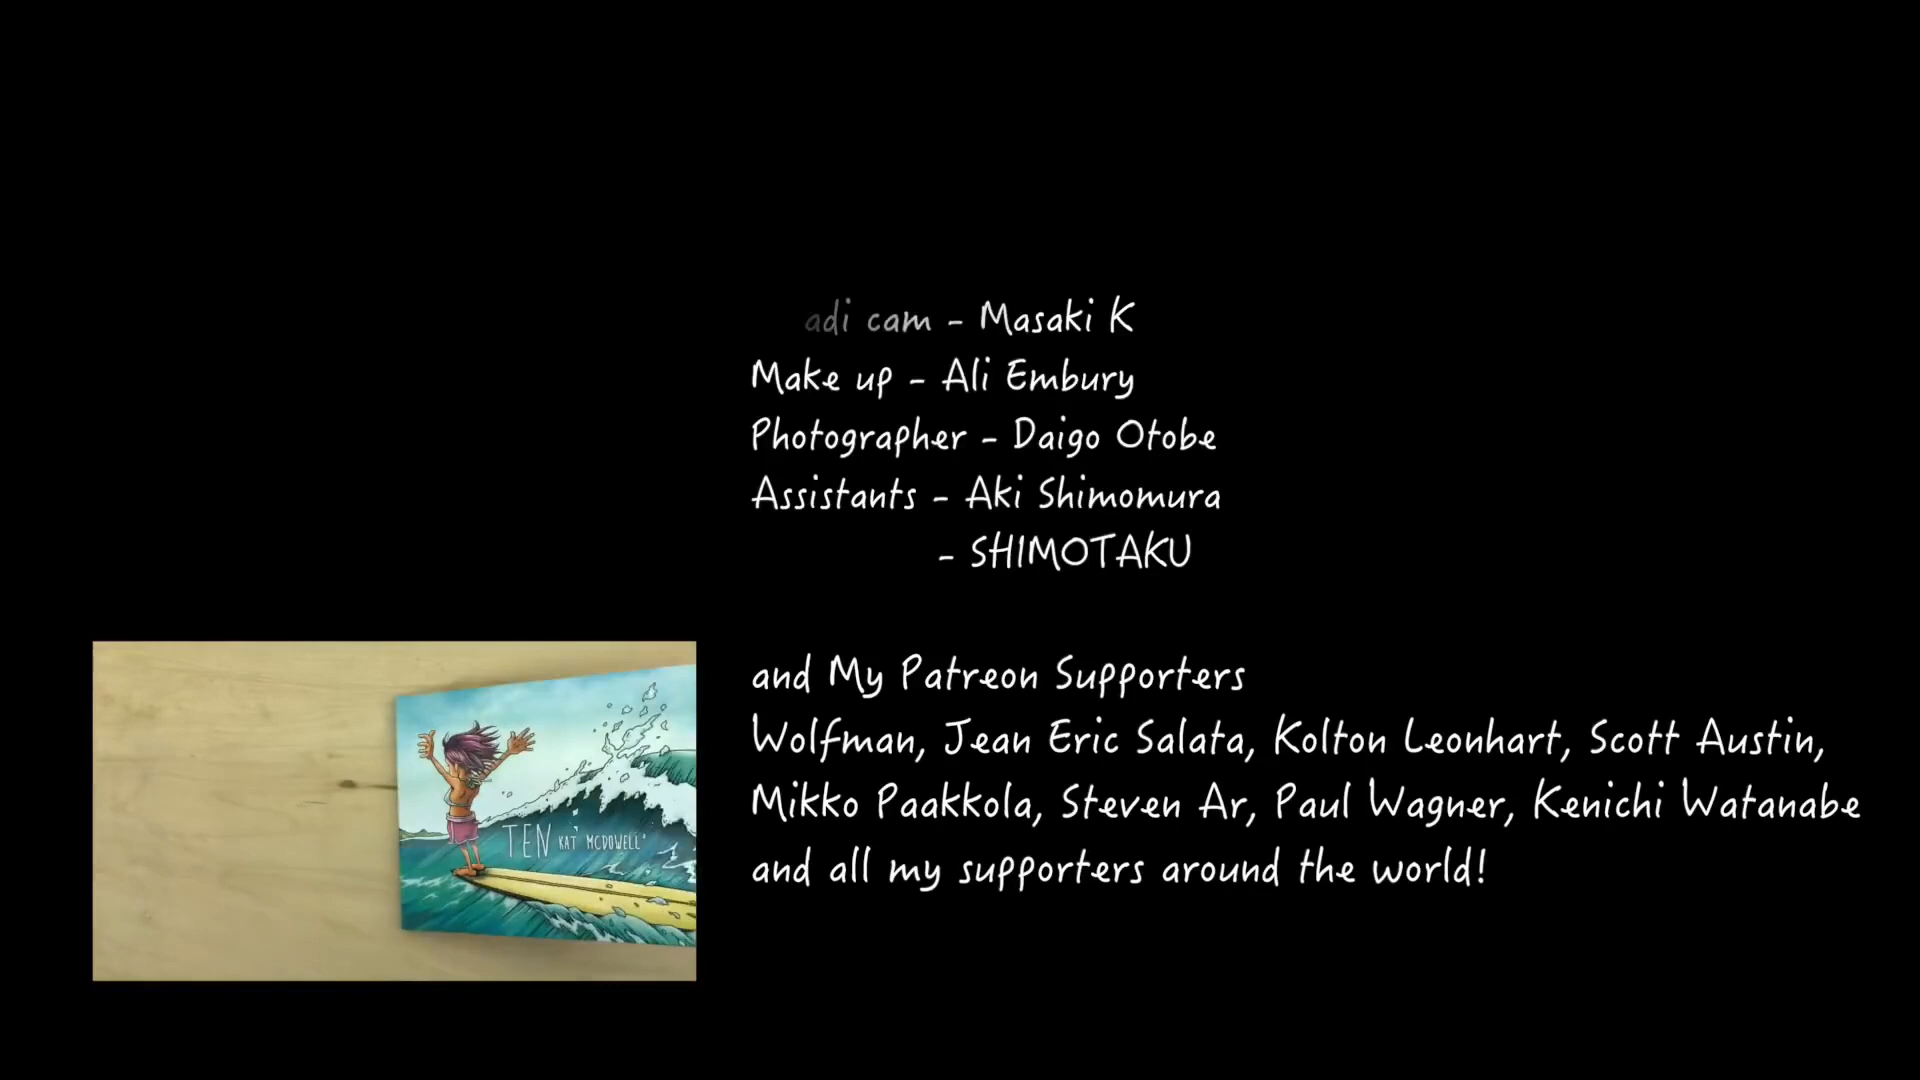 adi cam - Masaki K
Make up - Ali Embury
Photographer - Daigo Otobe
Assistants - Aki Shimomura
- SHIMOTAKU
and My Patreon Supporters
Wolfman, Jean Eric Salata, Kolton Leonhart, Scott Austin,
Mikko Paakkola, Steven Ar, Paul Wagner, Kenichi Watanabe
and all my supporters around the world!
TEN KAT MCDOWELL